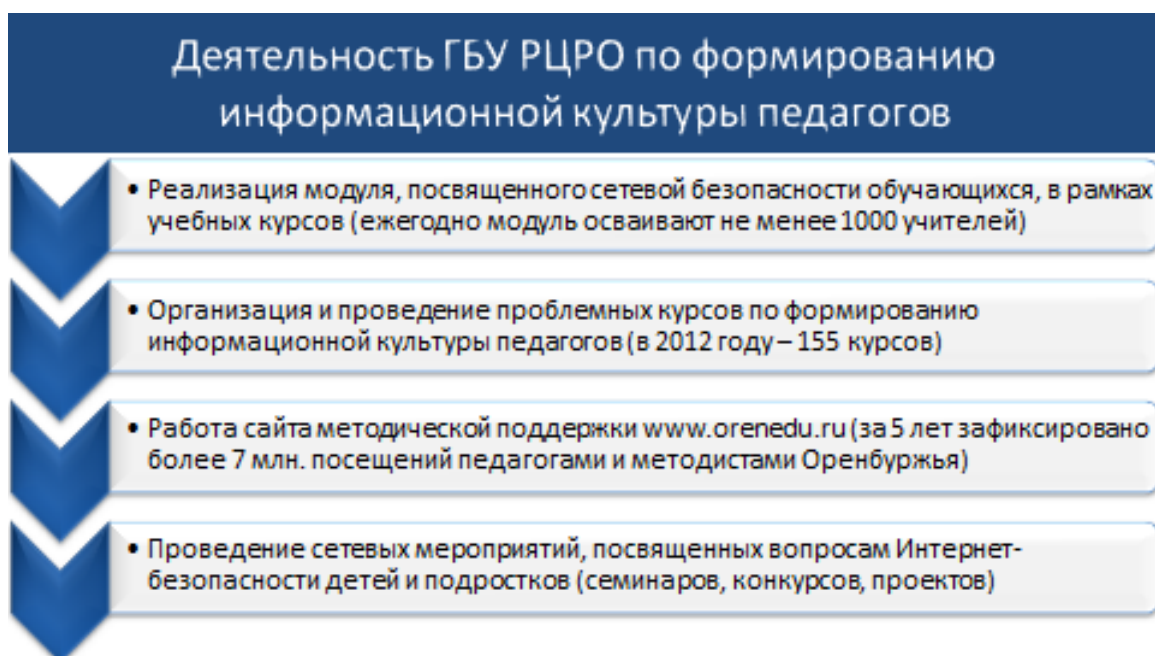 Деятельность ГБУ РЦРО по формированию
информационной культуры педагогов
• Реализация модуля, посвященного сетевой безопасности обучающихся, в рамках
учебных курсов (ежегодно модуль осваивают не менее 1000 учителей)
• Организация и проведение проблемных курсов по формированию
информационной культуры педагогов (в 2012 году – 155 курсов)
• Работа сайта методической поддержки www.orenedu.ru (за 5 лет зафиксировано
более 7 млн. посещений педагогами и методистами Оренбуржья)
• Проведение сетевых мероприятий, посвященных вопросам Интернет-
безопасности детей и подростков (семинаров, конкурсов, проектов)